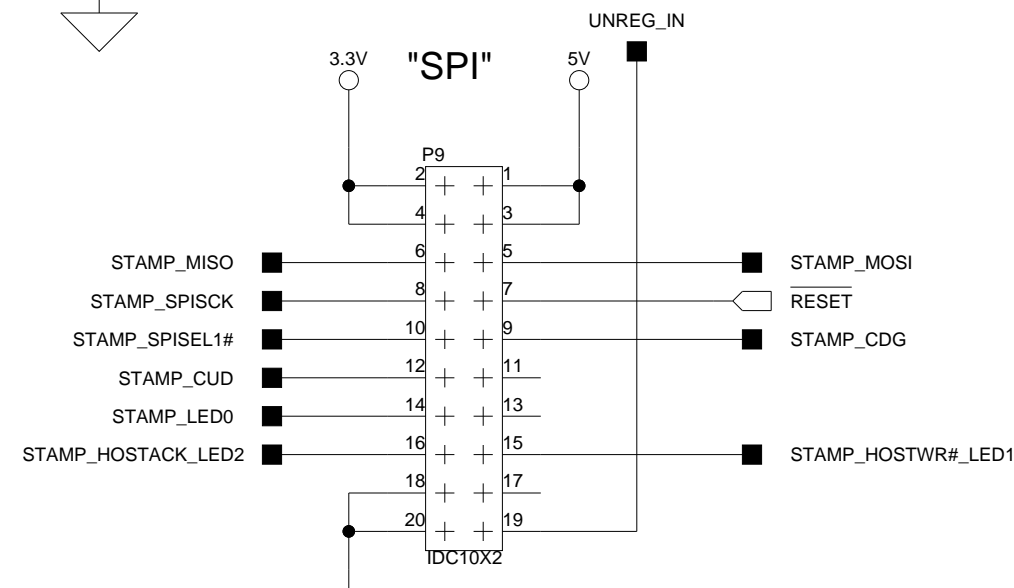 UNREG_IN
3.3V
"SPI"
5V
P9
2 1
4 3
STAMP_MISO 6 5 STAMP_MOSI
STAMP_SPISCK 8 7 RESET
STAMP_SPISEL1# 10 9 STAMP_CDG
STAMP_CUD 12 11
STAMP_LED0 14 13
STAMP_HOSTACK_LED2 16 15 STAMP_HOSTWR#_LED1
18 17
20 19
IDC10X2